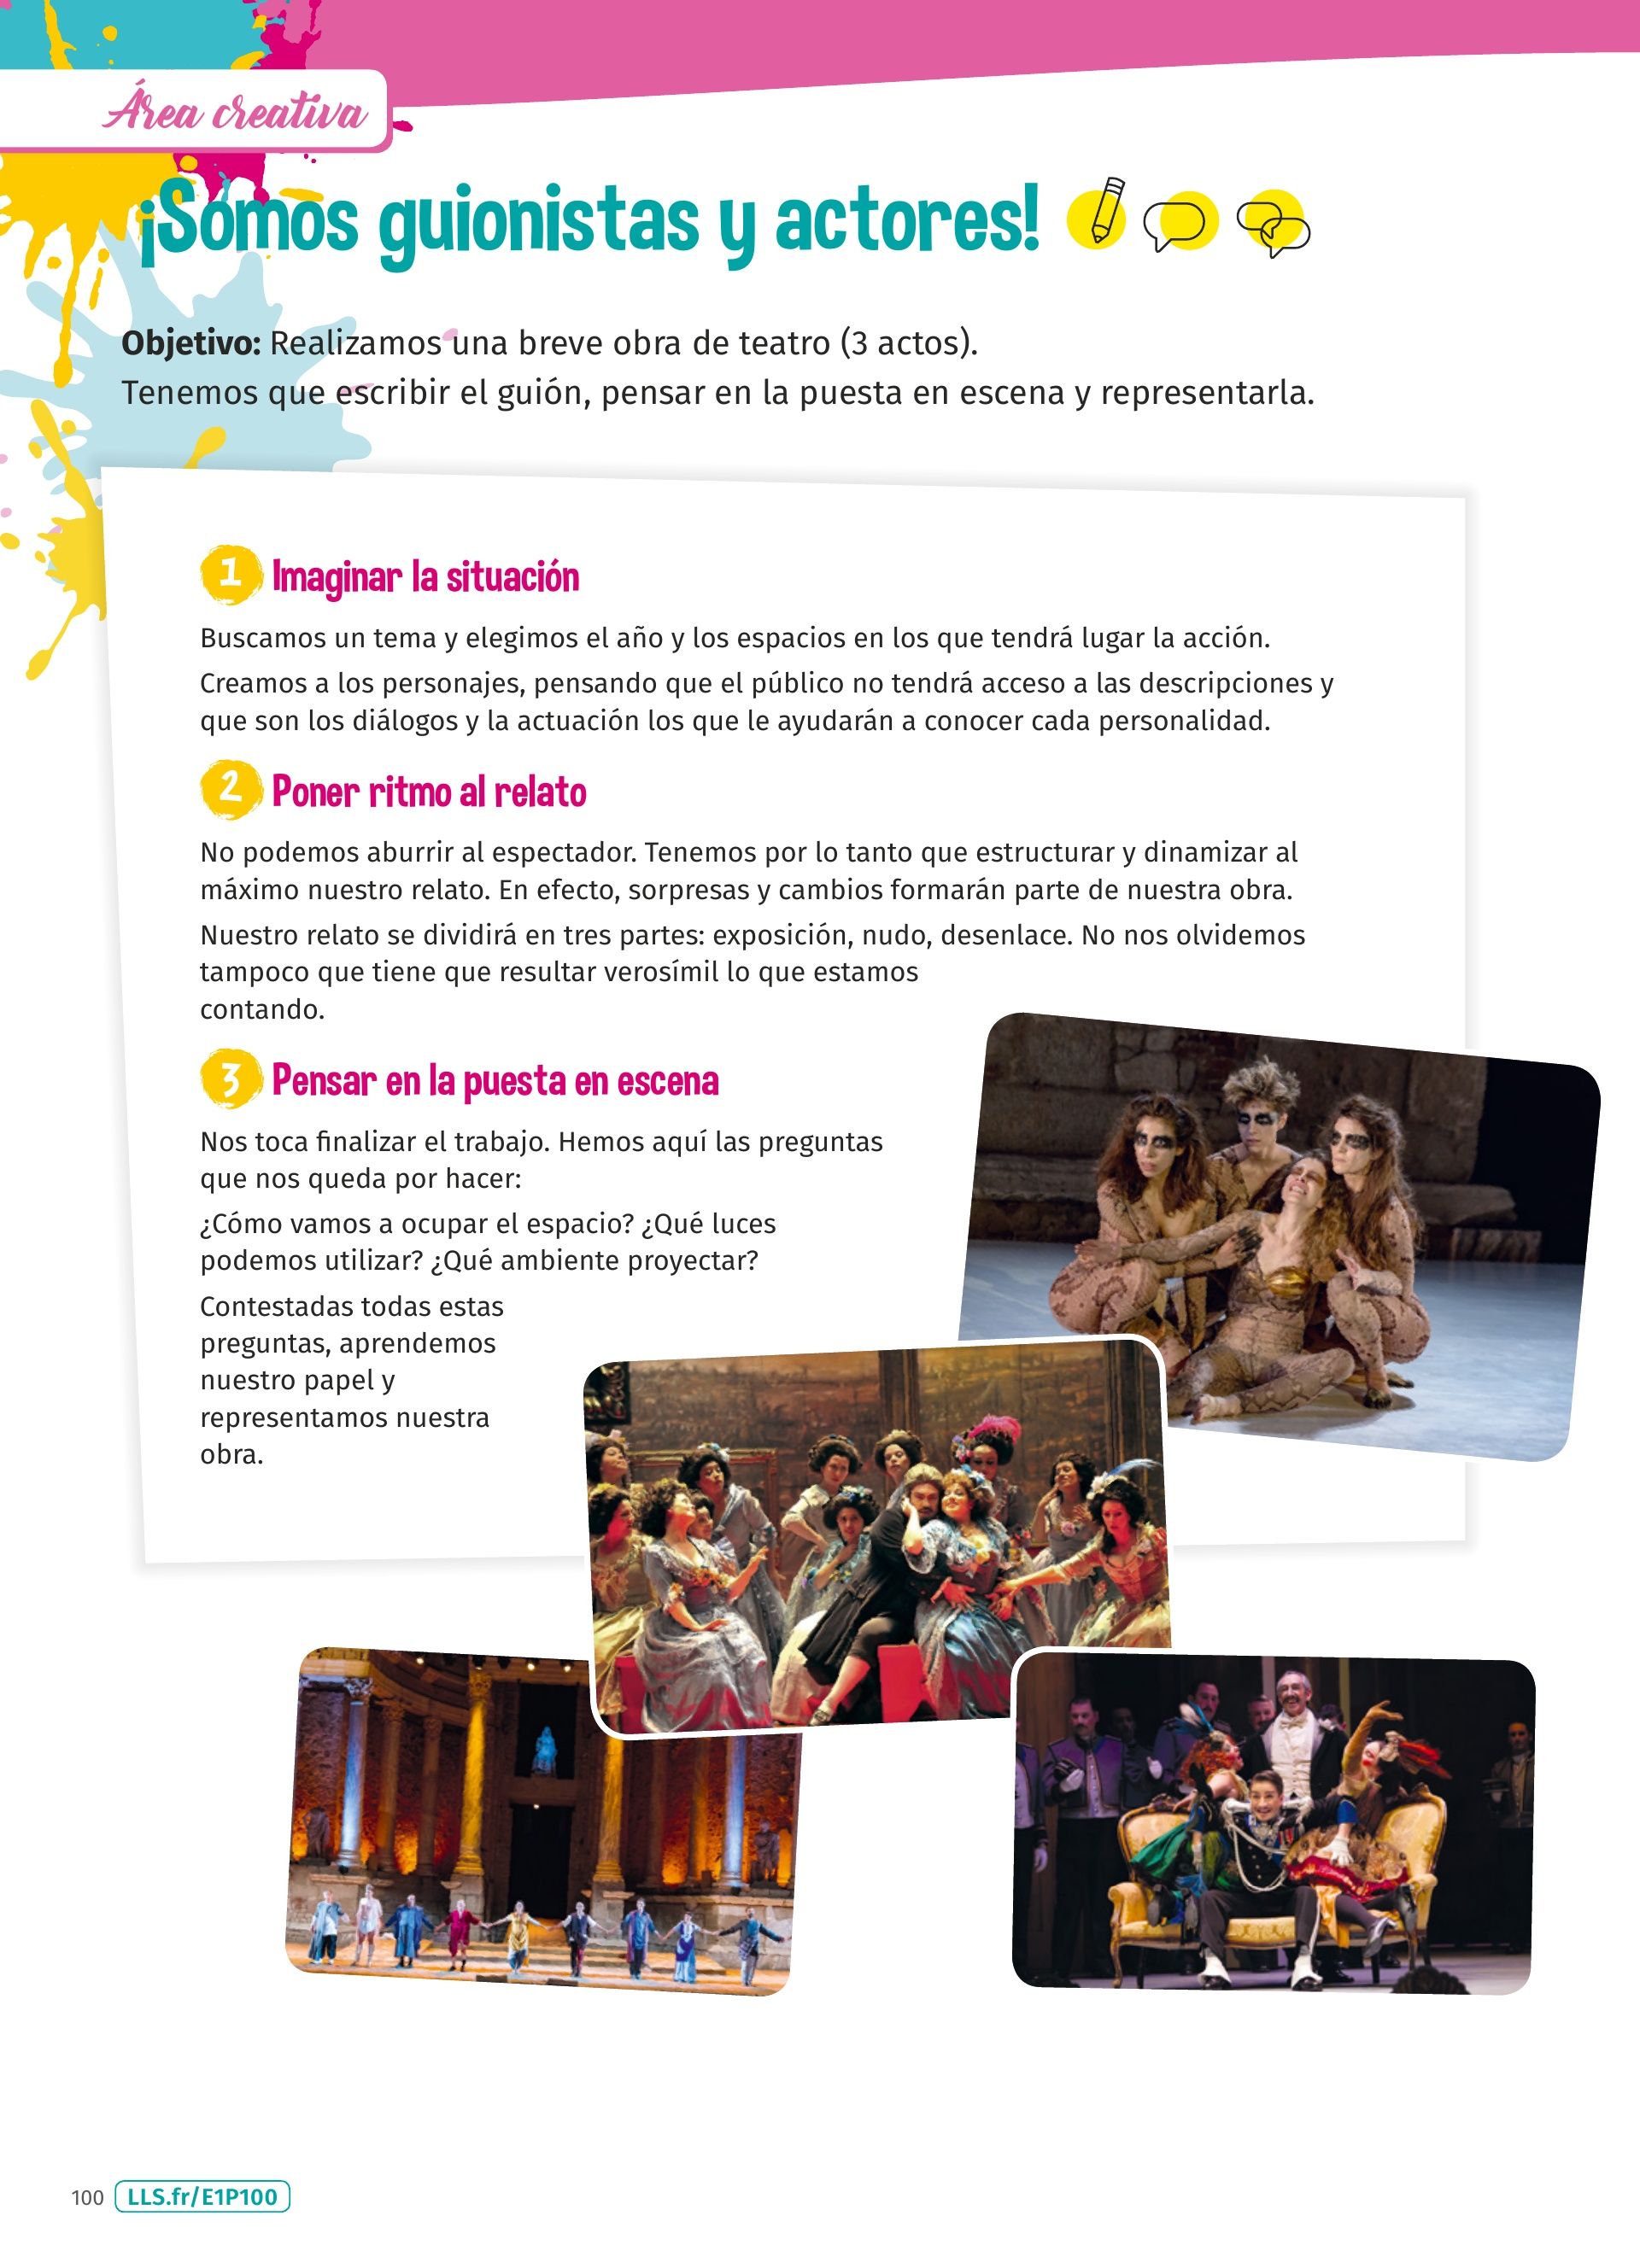 Área creativa
¡Somos guionistas y actores!
Objetivo: Realizamos una breve obra de teatro (3 actos).
Tenemos que escribir el guión, pensar en la puesta en escena y representarla.
1 Imaginar la situación
Buscamos un tema y elegimos el año y los espacios en los que tendrá lugar la acción.
Creamos a los personajes, pensando que el público no tendrá acceso a las descripciones y
que son los diálogos y la actuación los que le ayudarán a conocer cada personalidad.
2 Poner ritmo al relato
No podemos aburrir al espectador. Tenemos por lo tanto que estructurar y dinamizar al
máximo nuestro relato. En efecto, sorpresas y cambios formarán parte de nuestra obra.
Nuestro relato se dividirá en tres partes: exposición, nudo, desenlace. No nos olvidemos
tampoco que tiene que resultar verosímil lo que estamos
contando.
3 Pensar en la puesta en escena
Nos toca finalizar el trabajo. Hemos aquí las preguntas
que nos queda por hacer:
¿Cómo vamos a ocupar el espacio? ¿Qué luces
podemos utilizar? ¿Qué ambiente proyectar?
Contestadas todas estas
preguntas, aprendemos
nuestro papel y
representamos nuestra
obra.
100 LLS.fr/E1P100